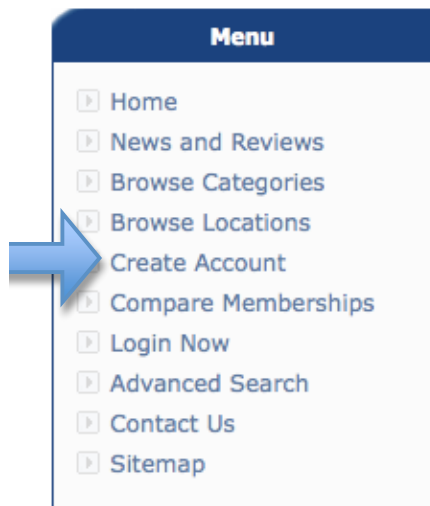 Menu
Home
News and Reviews
Browse Categories
Browse Locations
Create Account
Compare Memberships
Login Now
Advanced Search
Contact Us
Sitemap